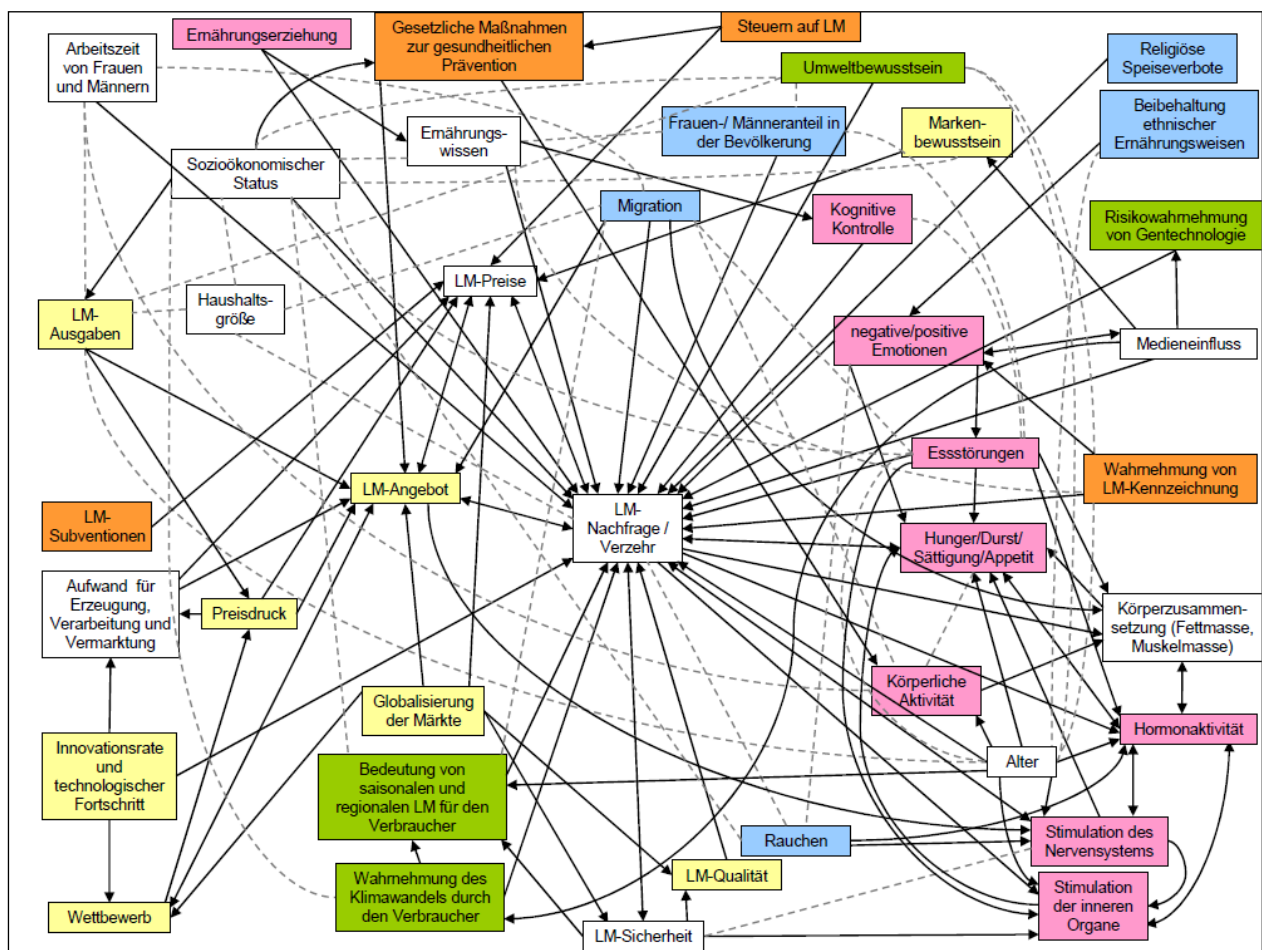 Arbeitszeit
von Frauen
und Männern
Ernährungserziehung
Gesetzliche Maßnahmen
zur gesundheitlichen
Prävention
Steuern auf LM
Umweltbewusstsein
Religiöse
Speiseverbote
Ernährungs-
wissen
Frauen-/ Männeranteil in
der Bevölkerung
Marken-
bewusstsein
Beibehaltung
ethnischer
Ernährungsweisen
Sozioökonomischer
Status
Migration
Kognitive
Kontrolle
Risikowahrnehmung
von Gentechnologie
LM-Preise
LM-
Ausgaben
Haushalts-
größe
negative/positive
Emotionen
Medieneinfluss
Essstörungen
LM-Angebot
Wahrnehmung von
LM-Kennzeichnung
LM-
Subventionen
LM-
Nachfrage /
Verzehr
Hunger/Durst/
Sättigung/Appetit
Aufwand für
Erzeugung,
Verarbeitung und
Vermarktung
Preisdruck
Körperzusammen-
setzung (Fettmasse,
Muskelmasse)
Globalisierung
der Märkte
Körperliche
Aktivität
Hormonaktivität
Innovationsrate
und
technologischer
Fortschritt
Bedeutung von
saisonalen und
regionalen LM für den
Verbraucher
Alter
Rauchen
Stimulation des
Nervensystems
Wahrnehmung des
Klimawandels durch
den Verbraucher
LM-Qualität
Stimulation
der inneren
Organe
Wettbewerb
LM-Sicherheit